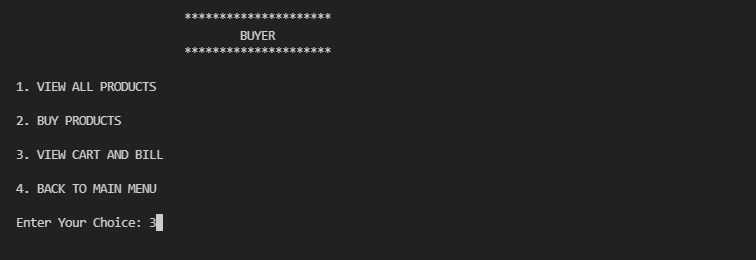 *********************
BUYER
*********************
1. VIEW ALL PRODUCTS
2. BUY PRODUCTS
3. VIEW CART AND BILL
4. BACK TO MAIN MENU
Enter Your Choice: 3